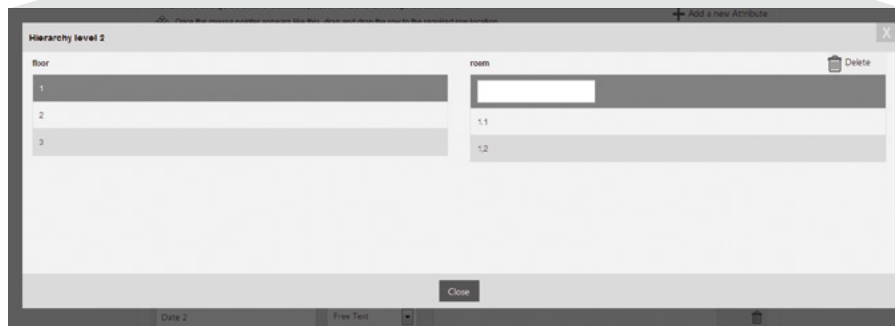 Once the mouse pointer appears like this, drag and drop the row to the required row location
Add a new Attribute
Hierarchy level 2
X
floor
room
Delete
1
2
1,1
3
1,2
Close
Date 2
Free Text